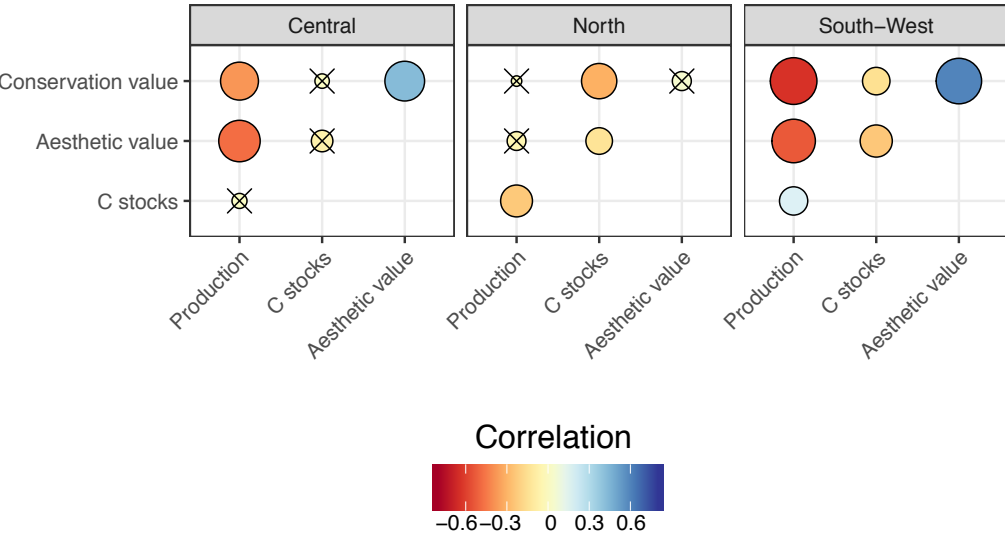 Central North South−West
Conservation value
Aesthetic value
C stocks
Production C stocks Aesthetic value Production C stocks Aesthetic value Production C stocks Aesthetic value
Correlation
−0.6 −0.3 0 0.3 0.6